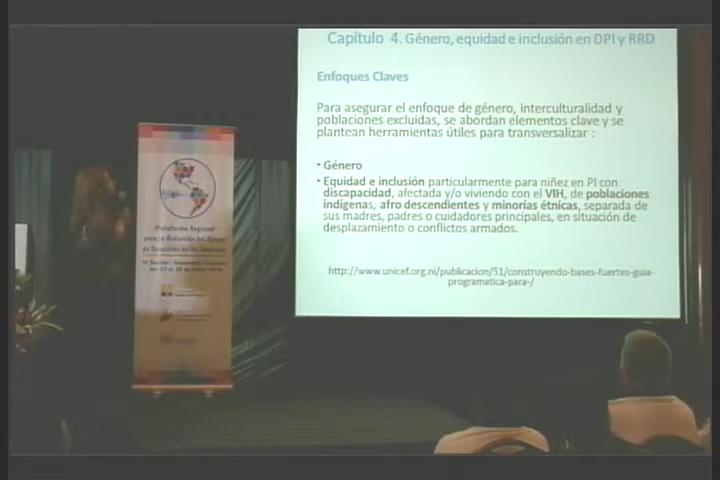 Capítulo 4. Género, equidad e inclusión en DPI y RRD
Enfoques Claves
Para asegurar el enfoque de género, interculturalidad y
poblaciones excluidas, se abordan elementos clave y se
plantean herramientas útiles para transversalizar :
• Género
• Equidad e inclusión particularmente para niñez en PI con
discapacidad, afectada y/o viviendo con el VIH, de poblaciones
indígenas, afro descendientes y minorías étnicas, separada de
sus madres, padres o cuidadores principales, en situación de
desplazamiento o conflictos armados.
http://www.unicef.org.ni/publicacion/51/construyendo-bases-fuertes-guia-
programatica-para-/
Plataforma Regional
para la Reducción del Riesgo
de Desastres de las Américas